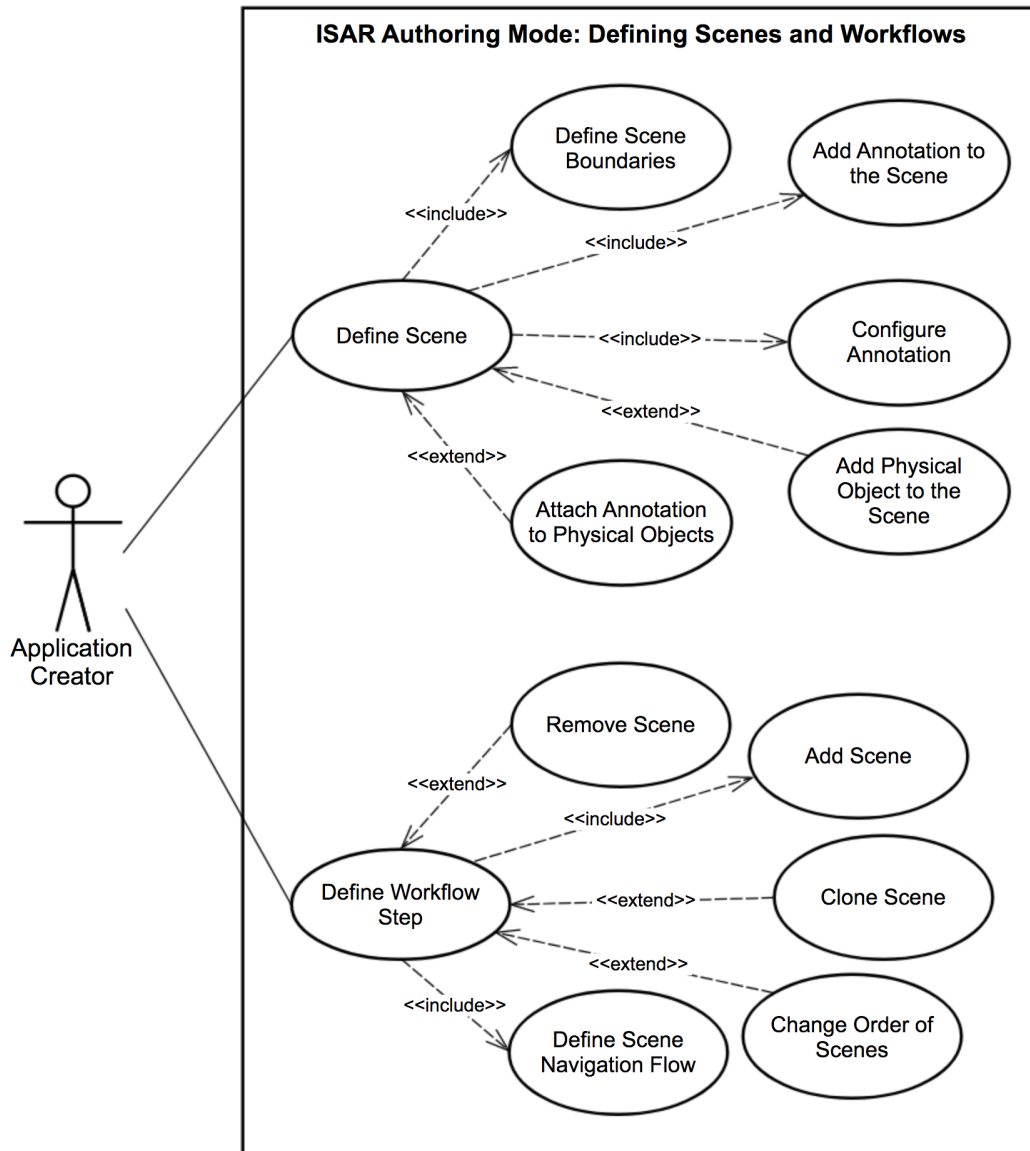 ISAR Authoring Mode: Defining Scenes and Workflows
Define Scene
Boundaries
Add Annotation to
the Scene
<<include>>
<<include>>
Define Scene
<<include>>
Configure
Annotation
<<extend>>
<<extend>>
Add Physical
Object to the
Scene
Attach Annotation
to Physical Objects
Application
Creator
Remove Scene
Add Scene
<<extend>>
<<include>>
Define Workflow
Step
<<extend>>
Clone Scene
<<extend>>
<<include>>
Change Order of
Scenes
Define Scene
Navigation Flow